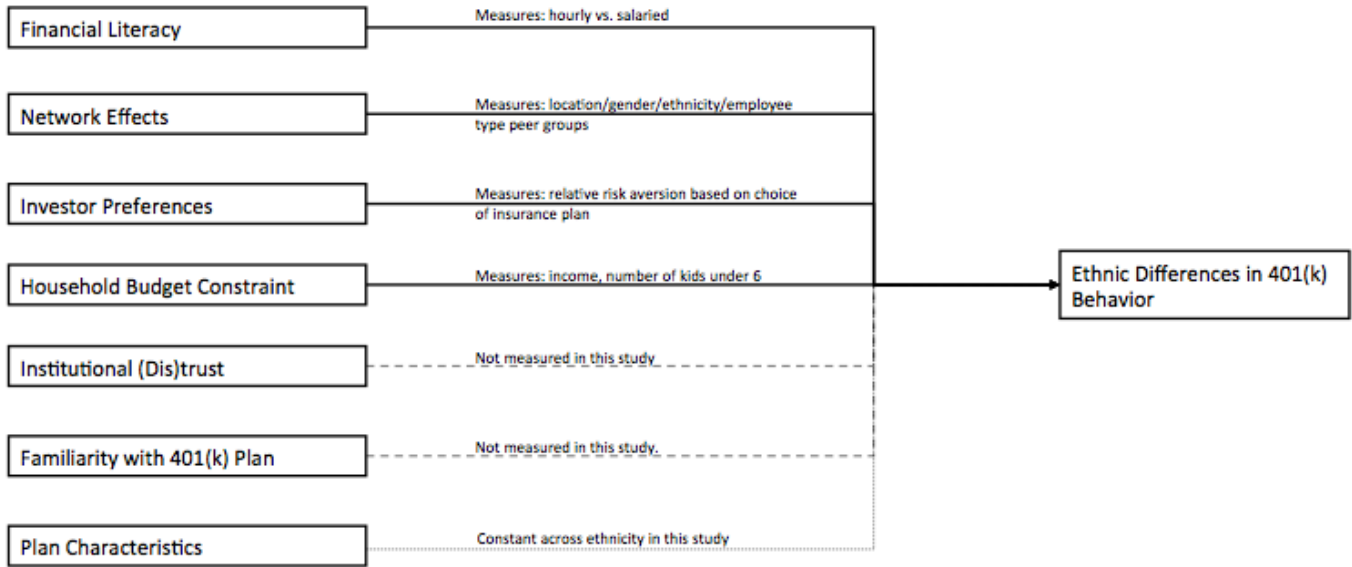 Financial Literacy
Measures: hourly vs. salaried
Network Effects
Measures: location/gender/ethnicity/employee
type peer groups
Investor Preferences
Measures: relative risk aversion based on choice
of insurance plan
Household Budget Constraint
Measures: income, number of kids under 6
Ethnic Differences in 401(k)
Behavior
Institutional (Dis)trust
Not measured in this study
Familiarity with 401(k) Plan
Not measured in this study.
Plan Characteristics
Constant across ethnicity in this study